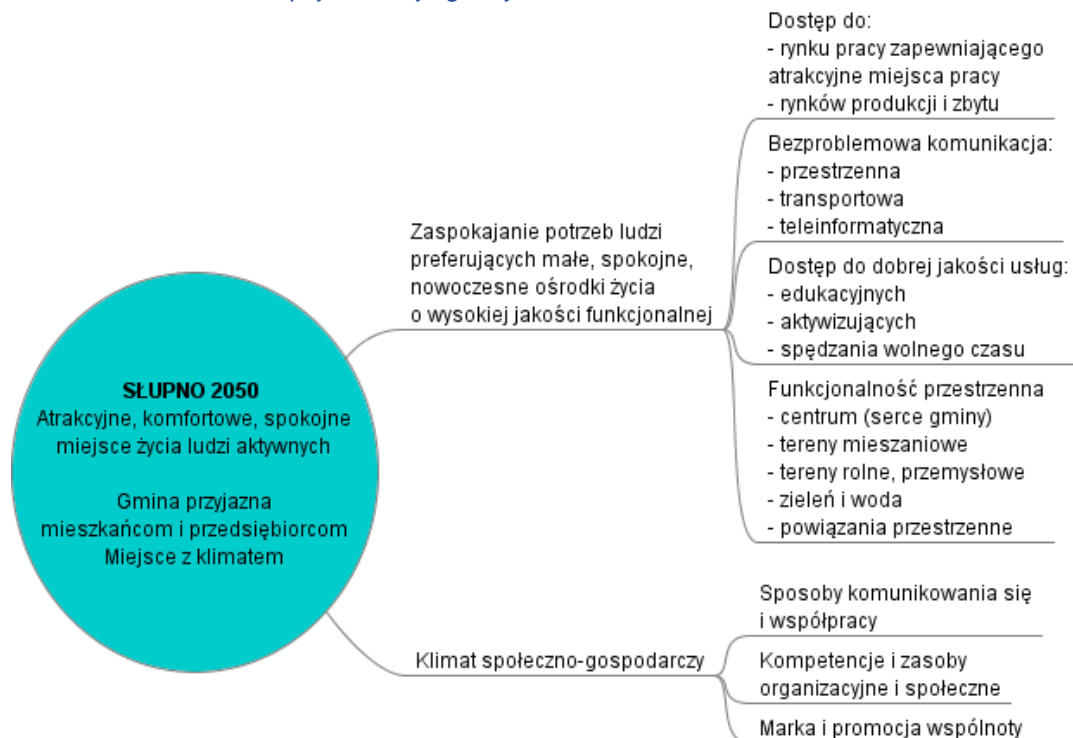 Dostęp do:
- rynku pracy zapewniającego
atrakcyjne miejsca pracy
- rynków produkcji i zbytu
Bezproblemowa komunikacja:
- przestrzenna
- transportowa
- teleinformatyczna
Zaspokajanie potrzeb ludzi
preferujących małe, spokojne,
nowoczesne ośrodki życia
o wysokiej jakości funkcjonalnej
Dostęp do dobrej jakości usług:
- edukacyjnych
- aktywizujących
- spędzania wolnego czasu
SŁUPNO 2050
Atrakcyjne, komfortowe, spokojne
miejsce życia ludzi aktywnych
Gmina przyjazna
mieszkańcom i przedsiębiorcom
Miejsce z klimatem
Funkcjonalność przestrzenna
- centrum (serce gminy)
- tereny mieszaniowe
- tereny rolne, przemysłowe
- zieleń i woda
- powiązania przestrzenne
Klimat społeczno-gospodarczy
Sposoby komunikowania się
i współpracy
Kompetencje i zasoby
organizacyjne i społeczne
Marka i promocja wspólnoty